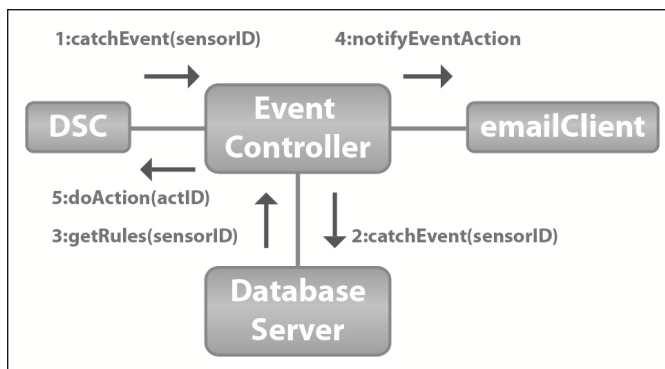 1:catchEvent(sensorID)
4:notifyEventAction
DSC
Event
Controller
emailClient
5:doAction(actID)
3:getRules(sensorID)
2:catchEvent(sensorID)
Database
Server